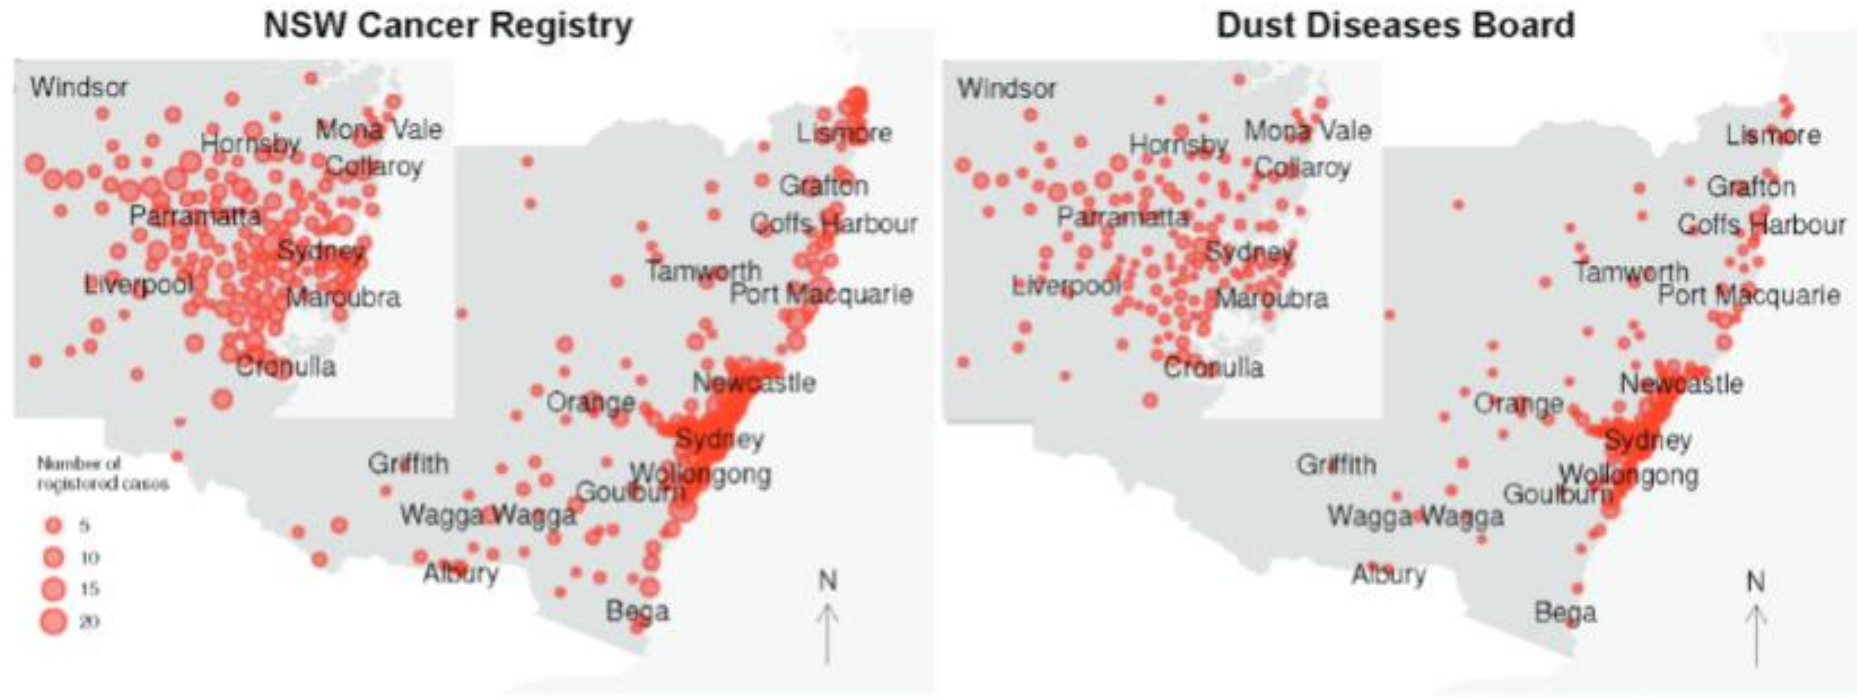 NSW Cancer Registry
Windsor
Hornsby
Mona Vale
Collaroy
Parramatta
Sydney
Liverpool
Maroubra
Cronulla
Lismore
Grafton
Coffs Harbour
Tamworth
Port Macquarie
Newcastle
Orange
Sydney
Griffith
Wollongong
Goulburn
Wagga Wagga
Albury
Bega
Number of
registered cases
5
10
15
20
N
Dust Diseases Board
Windsor
Hornsby
Mona Vale
Collaroy
Parramatta
Sydney
Liverpool
Maroubra
Cronulla
Lismore
Grafton
Coffs Harbour
Tamworth
Port Macquarie
Newcastle
Orange
Sydney
Griffith
Wollongong
Goulburn
Wagga Wagga
Albury
Bega
N